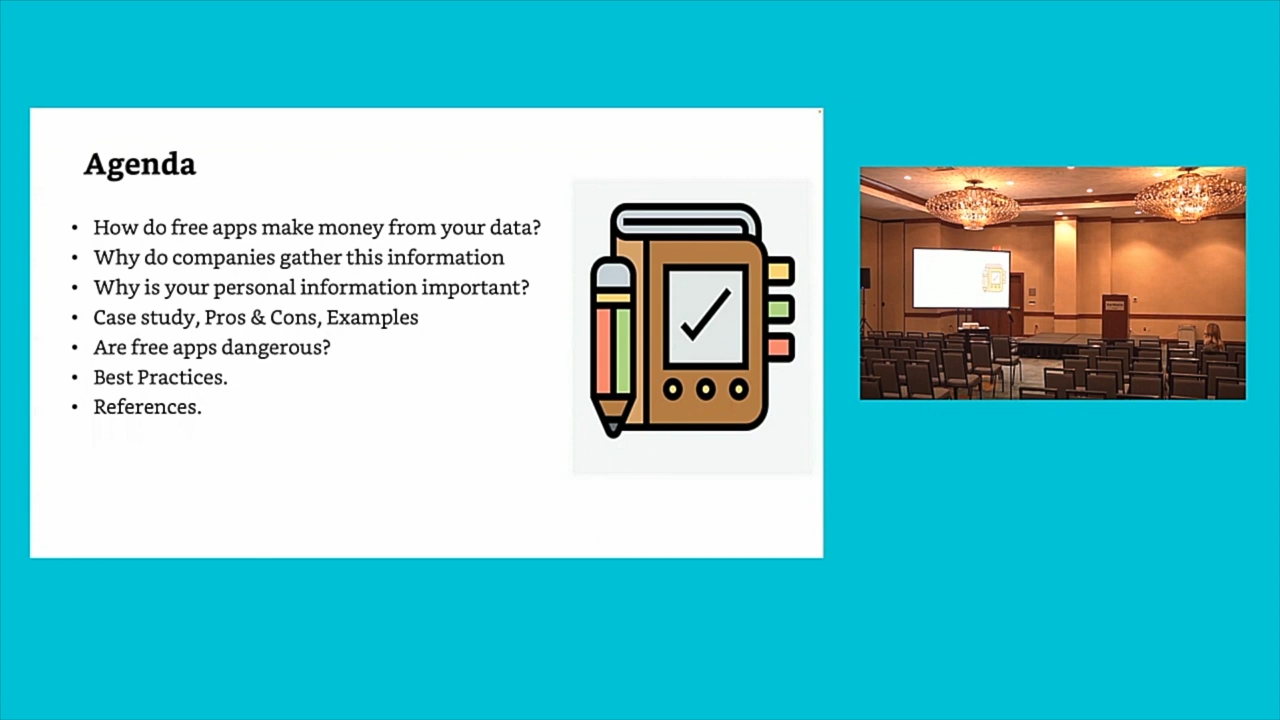 Agenda
• How do free apps make money from your data?
• Why do companies gather this information
• Why is your personal information important?
• Case study, Pros & Cons, Examples
• Are free apps dangerous?
• Best Practices.
• References.